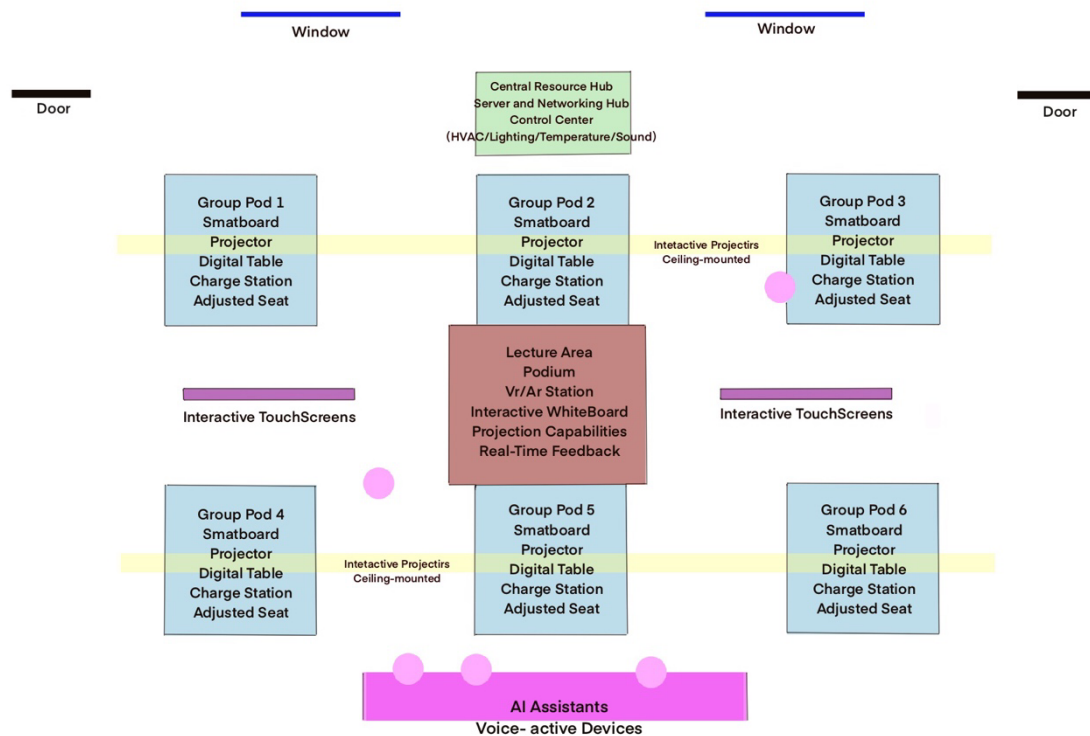 Window
Window
Door
Door
Central Resource Hub
Server and Networking Hub
Control Center
(HVAC/Lighting/Temperature/Sound)
Group Pod 1
Smatboard
Projector
Digital Table
Charge Station
Adjusted Seat
Group Pod 2
Smatboard
Projector
Digital Table
Charge Station
Adjusted Seat
Intetactive Projectirs
Ceiling-mounted
Group Pod 3
Smatboard
Projector
Digital Table
Charge Station
Adjusted Seat
Lecture Area
Podium
Vr/Ar Station
Interactive WhiteBoard
Projection Capabilities
Real-Time Feedback
Interactive TouchScreens
Interactive TouchScreens
Group Pod 4
Smatboard
Projector
Digital Table
Charge Station
Adjusted Seat
Intetactive Projectirs
Ceiling-mounted
Group Pod 5
Smatboard
Projector
Digital Table
Charge Station
Adjusted Seat
Group Pod 6
Smatboard
Projector
Digital Table
Charge Station
Adjusted Seat
AI Assistants
Voice- active Devices